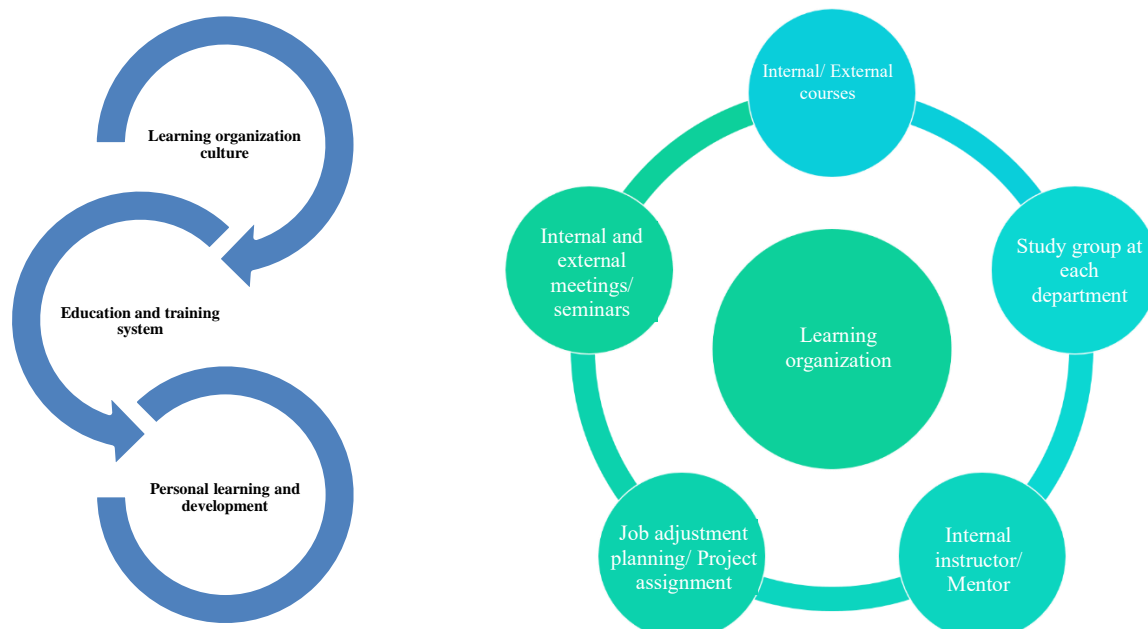 Learning organization
culture
Education and training
system
Personal learning and
development
Internal/ External
courses
Study group at
each
department
Internal
instructor/
Mentor
Job adjustment
planning/ Project
assignment
Internal and
external
meetings/
seminars
Learning
organization